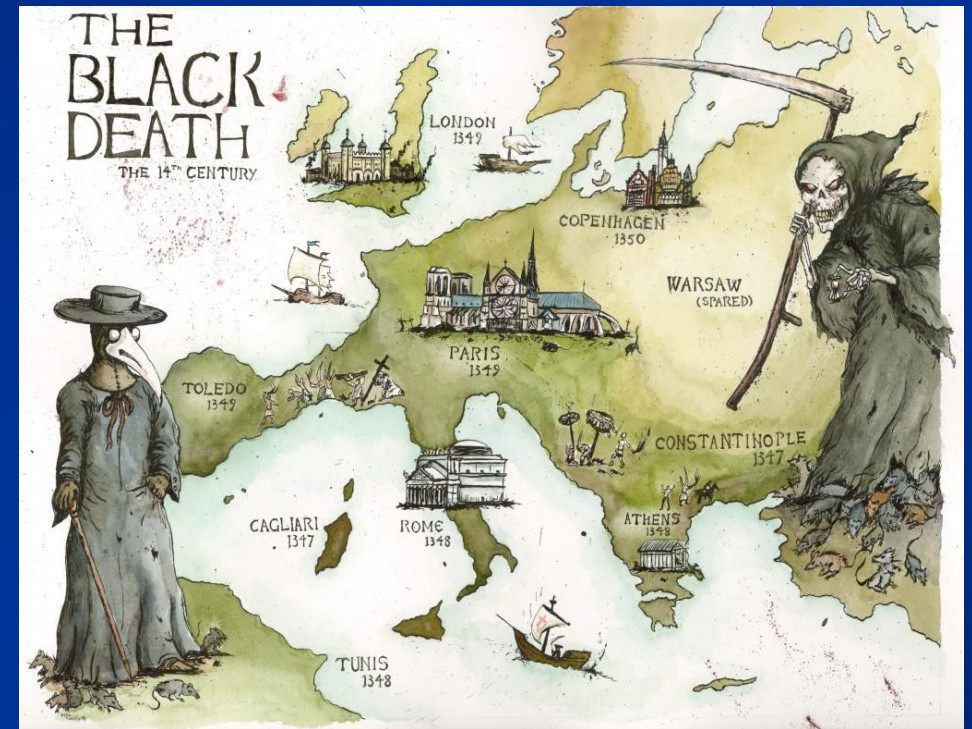 THE
BLACK
DEATH
THE 14TH CENTURY
LONDON
1349
COPENHAGEN
1350
WARSAW
(SPARED)
PARIS
1349
TOLEDO
1349
CONSTANTINOPLE
1347
CAGLIARI
1347
ROME
1348
ATHENS
1348
TUNIS
1348